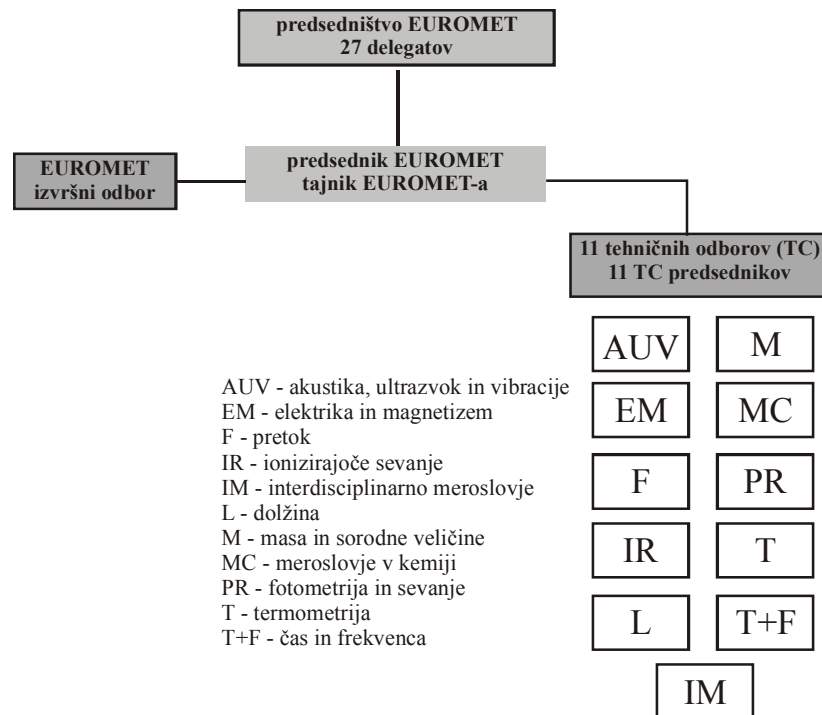 predsedništvo EUROMET
27 delegatov
EUROMET
izvršni odbor
predsednik EUROMET
tajnik EUROMET-a
11 tehničnih odborov (TC)
11 TC predsednikov
AUV
M
EM
MC
F
PR
IR
T
L
T+F
IM
AUV - akustika, ultrazvok in vibracije
EM - elektrika in magnetizem
F - pretok
IR - ionizirajoče sevanje
IM - interdisciplinarno meroslovje
L - dolžina
M - masa in sorodne veličine
MC - meroslovje v kemiji
PR - fotometrija in sevanje
T - termometrija
T+F - čas in frekvenca